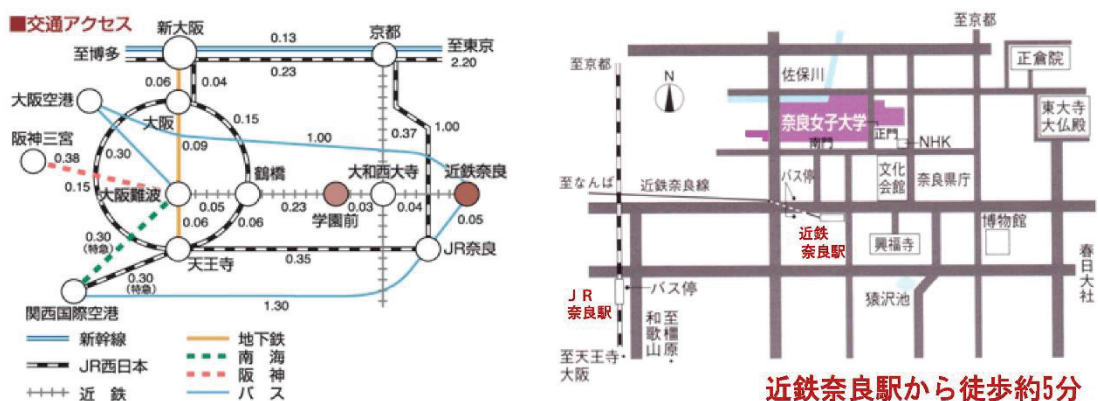 ■交通アクセス
新大阪
京都
至博多
至東京
0.13
0.23
2.20
0.06
0.04
大阪空港
大阪
0.15
0.37
1.00
阪神三宮
0.38
0.30
0.09
1.00
鶴橋
大和西大寺
近鉄奈良
0.15
大阪難波
0.05
0.23
学園前
0.03
0.04
0.05
0.06
0.06
0.30
(特急)
天王寺
0.35
JR奈良
0.30
(特急)
関西国際空港
1.30
新幹線
地下鉄
JR西日本
南 海
阪神
近 鉄
バ ス
至京都
至京都
正倉院
佐保川
N
奈良女子大学
正門
南門
NHK
東大寺
大仏殿
文化
会館
奈良県庁
バス停
至なんば
近鉄奈良線
近鉄
奈良駅
興福寺
博物館
春日大社
JR
奈良駅
バス停
猿沢池
至橿原・
和歌山
至天王寺・
大阪
近鉄奈良駅から徒歩約5分